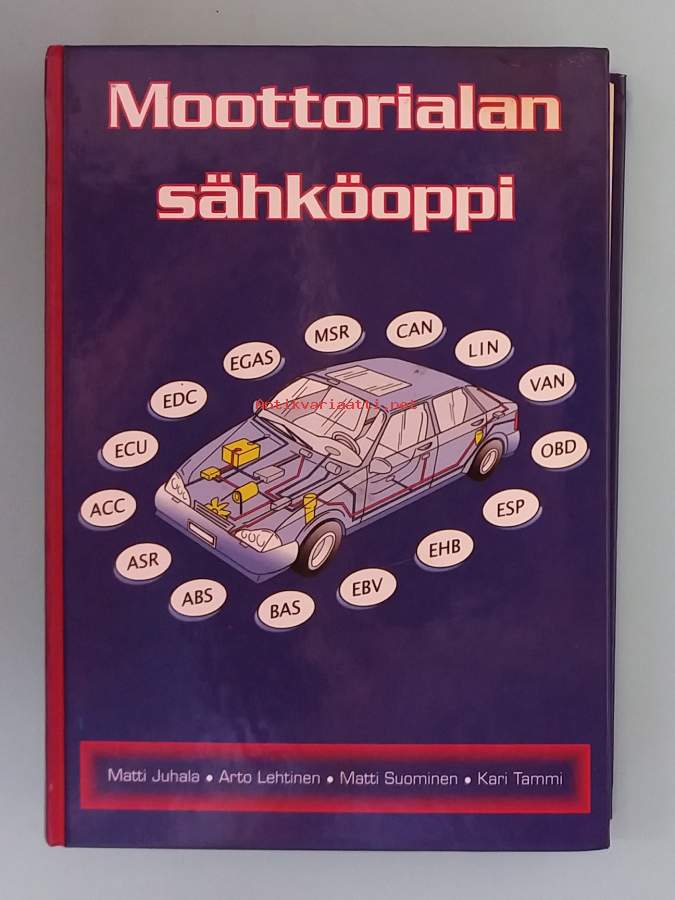 Moottorialan
sähköoppi
MSR
CAN
EGAS
LIN
EDC
VAN
Antikvariaatti.net
ECU
OBD
ACC
ESP
ASR
EHB
ABS
EBV
BAS
Matti Juhala • Arto Lehtinen • Matti Suominen • Kari Tammi